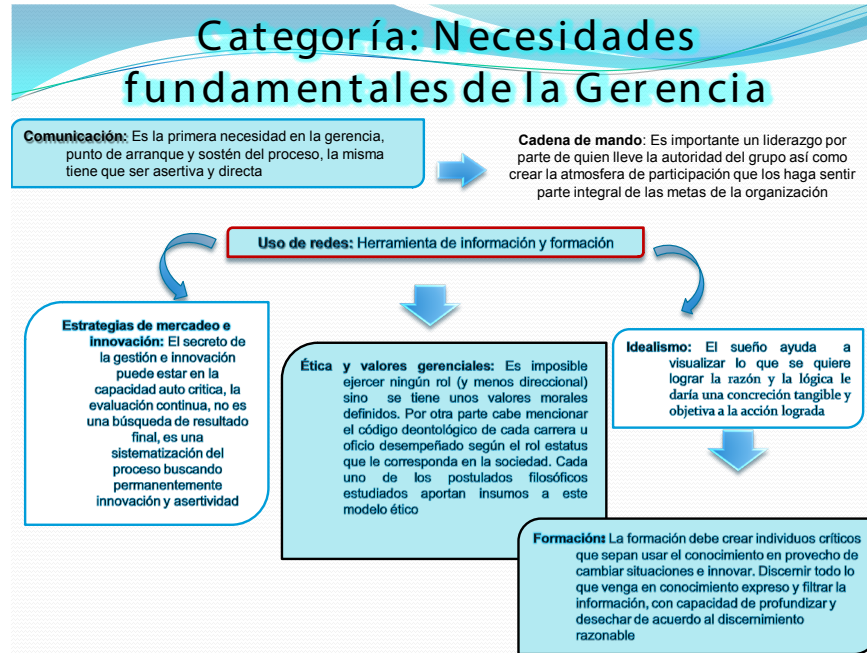 Categoría: Necesidades
fundamentales de la Gerencia
Comunicación: Es la primera necesidad en la gerencia,
punto de arranque y sostén del proceso, la misma
tiene que ser asertiva y directa
Cadena de mando: Es importante un liderazgo por
parte de quien lleve la autoridad del grupo así como
crear la atmosfera de participación que los haga sentir
parte integral de las metas de la organización
Uso de redes: Herramienta de información y formación
Estrategias de mercadeo e
innovación: El secreto de
la gestión e innovación
puede estar en la
capacidad auto critica, la
evaluación continua, no es
una búsqueda de resultado
final, es una
sistematización del
proceso buscando
permanentemente
innovación y asertividad
Ética y valores gerenciales: Es imposible
ejercer ningún rol (y menos direccional)
sino se tiene unos valores morales
definidos. Por otra parte cabe mencionar
el código deontológico de cada carrera u
oficio desempeñado según el rol estatus
que le corresponda en la sociedad. Cada
uno de los postulados filosóficos
estudiados aportan insumos a este
modelo ético
Idealismo: El sueño ayuda a
visualizar lo que se quiere
lograr la razón y la lógica le
daría una concreción tangible y
objetiva a la acción lograda
Formación: La formación debe crear individuos críticos
que sepan usar el conocimiento en provecho de
cambiar situaciones e innovar. Discernir todo lo
que venga en conocimiento expreso y filtrar la
información, con capacidad de profundizar y
desechar de acuerdo al discernimiento
razonable